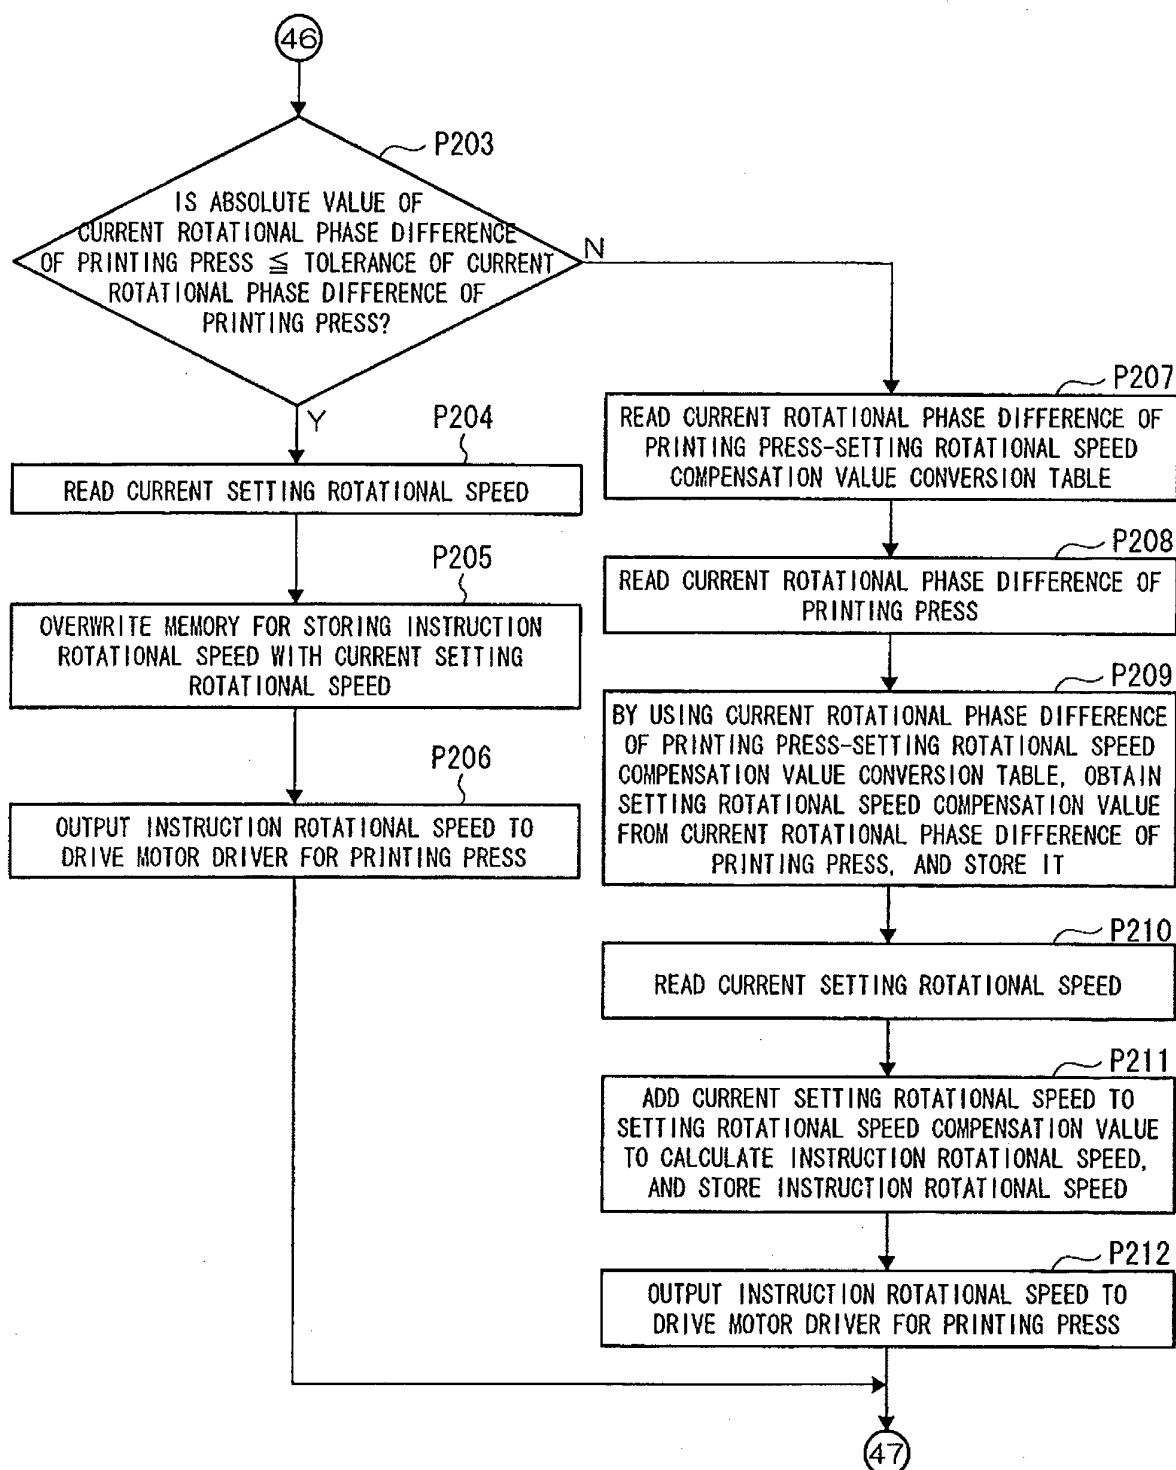 46
P203
IS ABSOLUTE VALUE OF
CURRENT ROTATIONAL PHASE DIFFERENCE
OF PRINTING PRESS ≦ TOLERANCE OF CURRENT
ROTATIONAL PHASE DIFFERENCE OF
PRINTING PRESS?
N
Y
P204
READ CURRENT SETTING ROTATIONAL SPEED
P205
OVERWRITE MEMORY FOR STORING INSTRUCTION
ROTATIONAL SPEED WITH CURRENT SETTING
ROTATIONAL SPEED
P206
OUTPUT INSTRUCTION ROTATIONAL SPEED TO
DRIVE MOTOR DRIVER FOR PRINTING PRESS
P207
READ CURRENT ROTATIONAL PHASE DIFFERENCE OF
PRINTING PRESS-SETTING ROTATIONAL SPEED
COMPENSATION VALUE CONVERSION TABLE
P208
READ CURRENT ROTATIONAL PHASE DIFFERENCE OF
PRINTING PRESS
P209
BY USING CURRENT ROTATIONAL PHASE DIFFERENCE
OF PRINTING PRESS-SETTING ROTATIONAL SPEED
COMPENSATION VALUE CONVERSION TABLE, OBTAIN
SETTING ROTATIONAL SPEED COMPENSATION VALUE
FROM CURRENT ROTATIONAL PHASE DIFFERENCE OF
PRINTING PRESS, AND STORE IT
P210
READ CURRENT SETTING ROTATIONAL SPEED
P211
ADD CURRENT SETTING ROTATIONAL SPEED TO
SETTING ROTATIONAL SPEED COMPENSATION VALUE
TO CALCULATE INSTRUCTION ROTATIONAL SPEED,
AND STORE INSTRUCTION ROTATIONAL SPEED
P212
OUTPUT INSTRUCTION ROTATIONAL SPEED TO
DRIVE MOTOR DRIVER FOR PRINTING PRESS
47